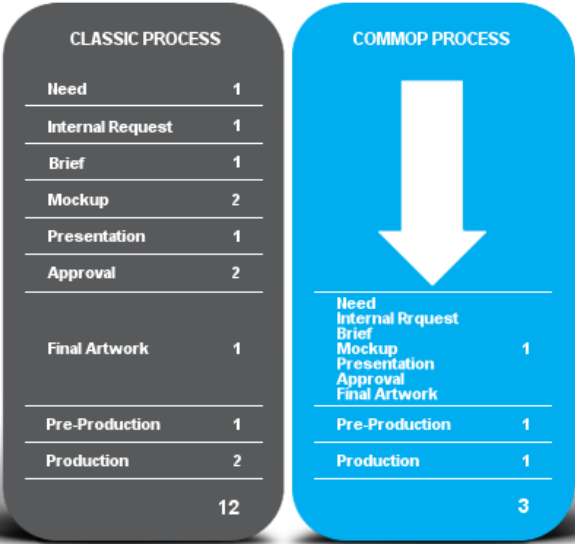 CLASSIC PROCESS
Need 1
Internal Request 1
Brief 1
Mockup 2
Presentation 1
Approval 2
Final Artwork 1
Pre-Production 1
Production 2
12
COMMOP PROCESS
Need
Internal Rrquest
Brief
Mockup 1
Presentation
Approval
Final Artwork
Pre-Production 1
Production 1
3